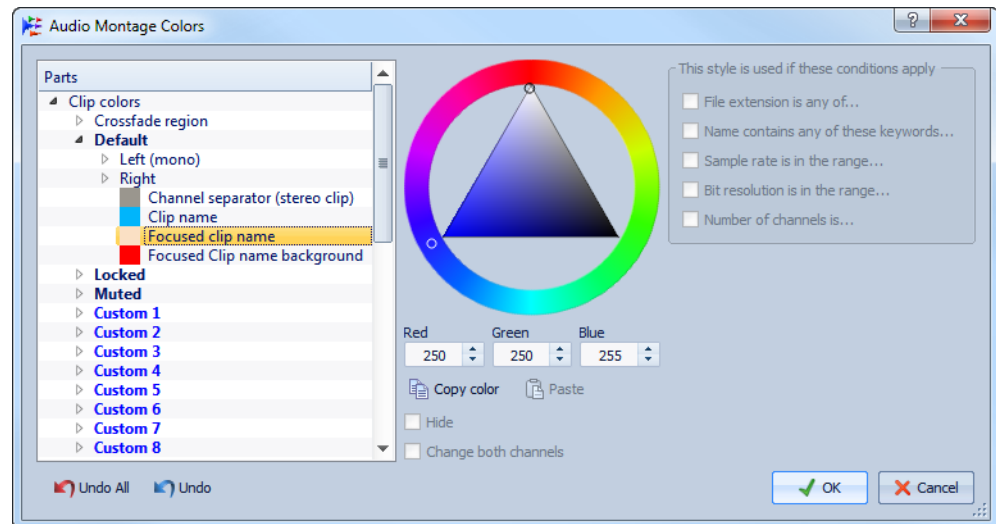 Audio Montage Colors
Parts
Clip colors
Crossfade region
Default
Left (mono)
Right
Channel separator (stereo clip)
Clip name
Focused clip name
Focused Clip name background
Locked
Muted
Custom 1
Custom 2
Custom 3
Custom 4
Custom 5
Custom 6
Custom 7
Custom 8
Red Green Blue
250 250 255
Copy color Paste
Hide
Change both channels
This style is used if these conditions apply
File extension is any of...
Name contains any of these keywords...
Sample rate is in the range...
Bit resolution is in the range...
Number of channels is...
Undo All Undo
OK Cancel